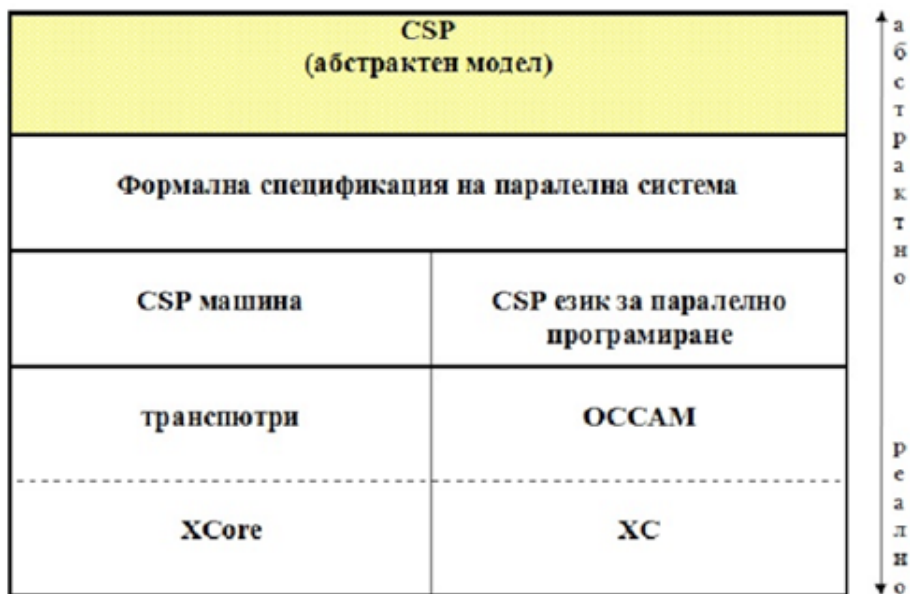 CSP
(абстрактен модел)
Формална спецификация на паралелна система
CSP машина
CSP език за паралелно
програмиране
транспютри
OCCAM
XCore
XC
абстрактно
реално